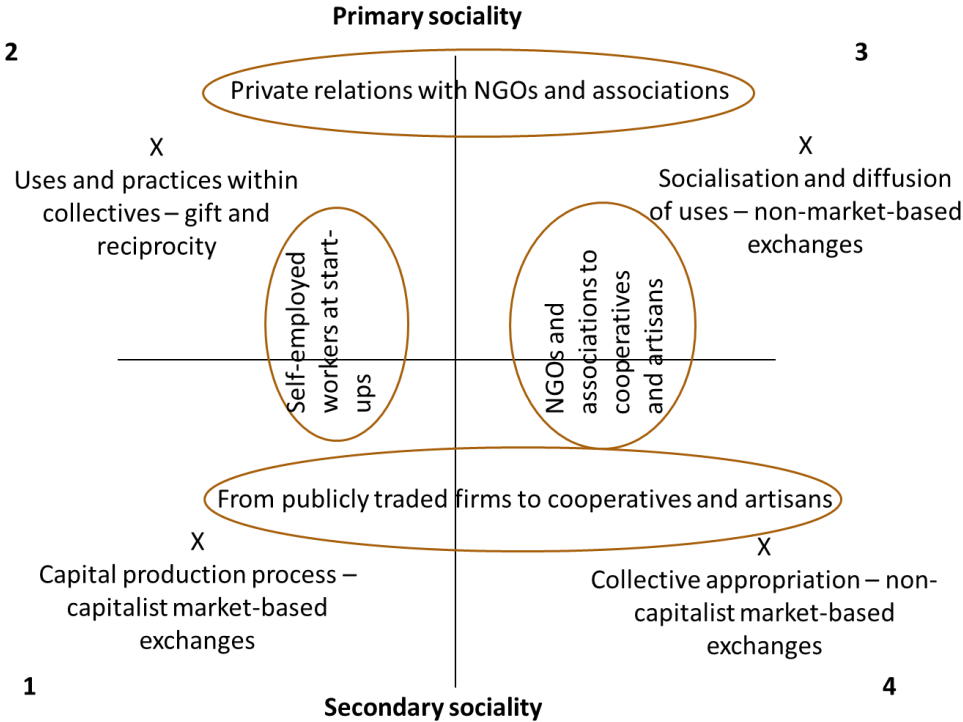 Primary sociality
2
3
Private relations with NGOs and associations
X
Uses and practices within
collectives – gift and
reciprocity
X
Socialisation and diffusion
of uses – non-market-based
exchanges
Self-employed
workers at start-
ups
NGOs and
associations to
cooperatives
and artisans
From publicly traded firms to cooperatives and artisans
X
Capital production process –
capitalist market-based
exchanges
X
Collective appropriation – non-
capitalist market-based
exchanges
1
4
Secondary sociality